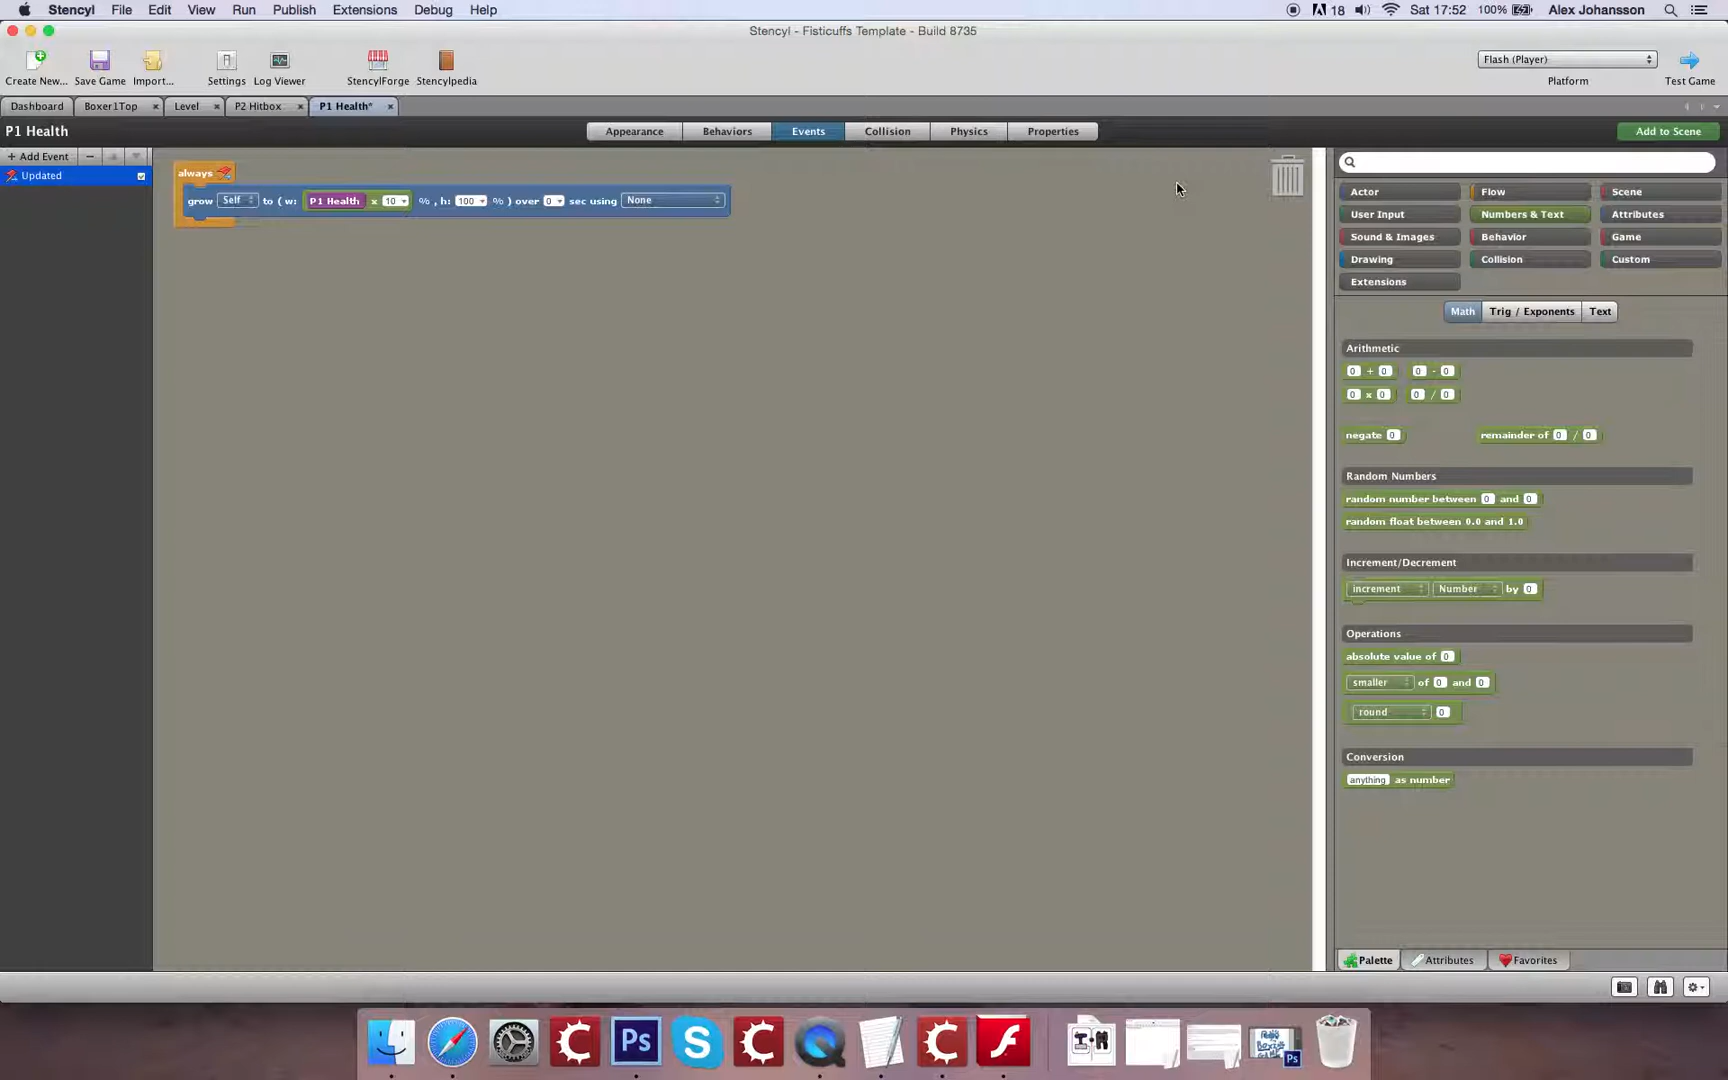 Stencyl File Edit View Run Publish Extensions Debug Help 18 Sat 17:52 100% Alex Johansson
Stencyl - Fisticuffs Template - Build 8735
Create New... Save Game Import... Settings Log Viewer StencylForge Stencylpedia Flash (Player) Platform Test Game
Dashboard Boxer1Top × Level × P2 Hitbox × P1 Health* ×
P1 Health Appearance Behaviors Events Collision Physics Properties Add to Scene
+ Add Event −
Updated
always
grow Self to ( w: P1 Health x 10 % , h: 100 % ) over 0 sec using None
Actor Flow Scene
User Input Numbers & Text Attributes
Sound & Images Behavior Game
Drawing Collision Custom
Extensions
Math Trig / Exponents Text
Arithmetic
0 + 0 0 - 0
0 x 0 0 / 0
negate 0 remainder of 0 / 0
Random Numbers
random number between 0 and 0
random float between 0.0 and 1.0
Increment/Decrement
increment Number by 0
Operations
absolute value of 0
smaller of 0 and 0
round 0
Conversion
anything as number
Palette Attributes Favorites
Ps
Ps